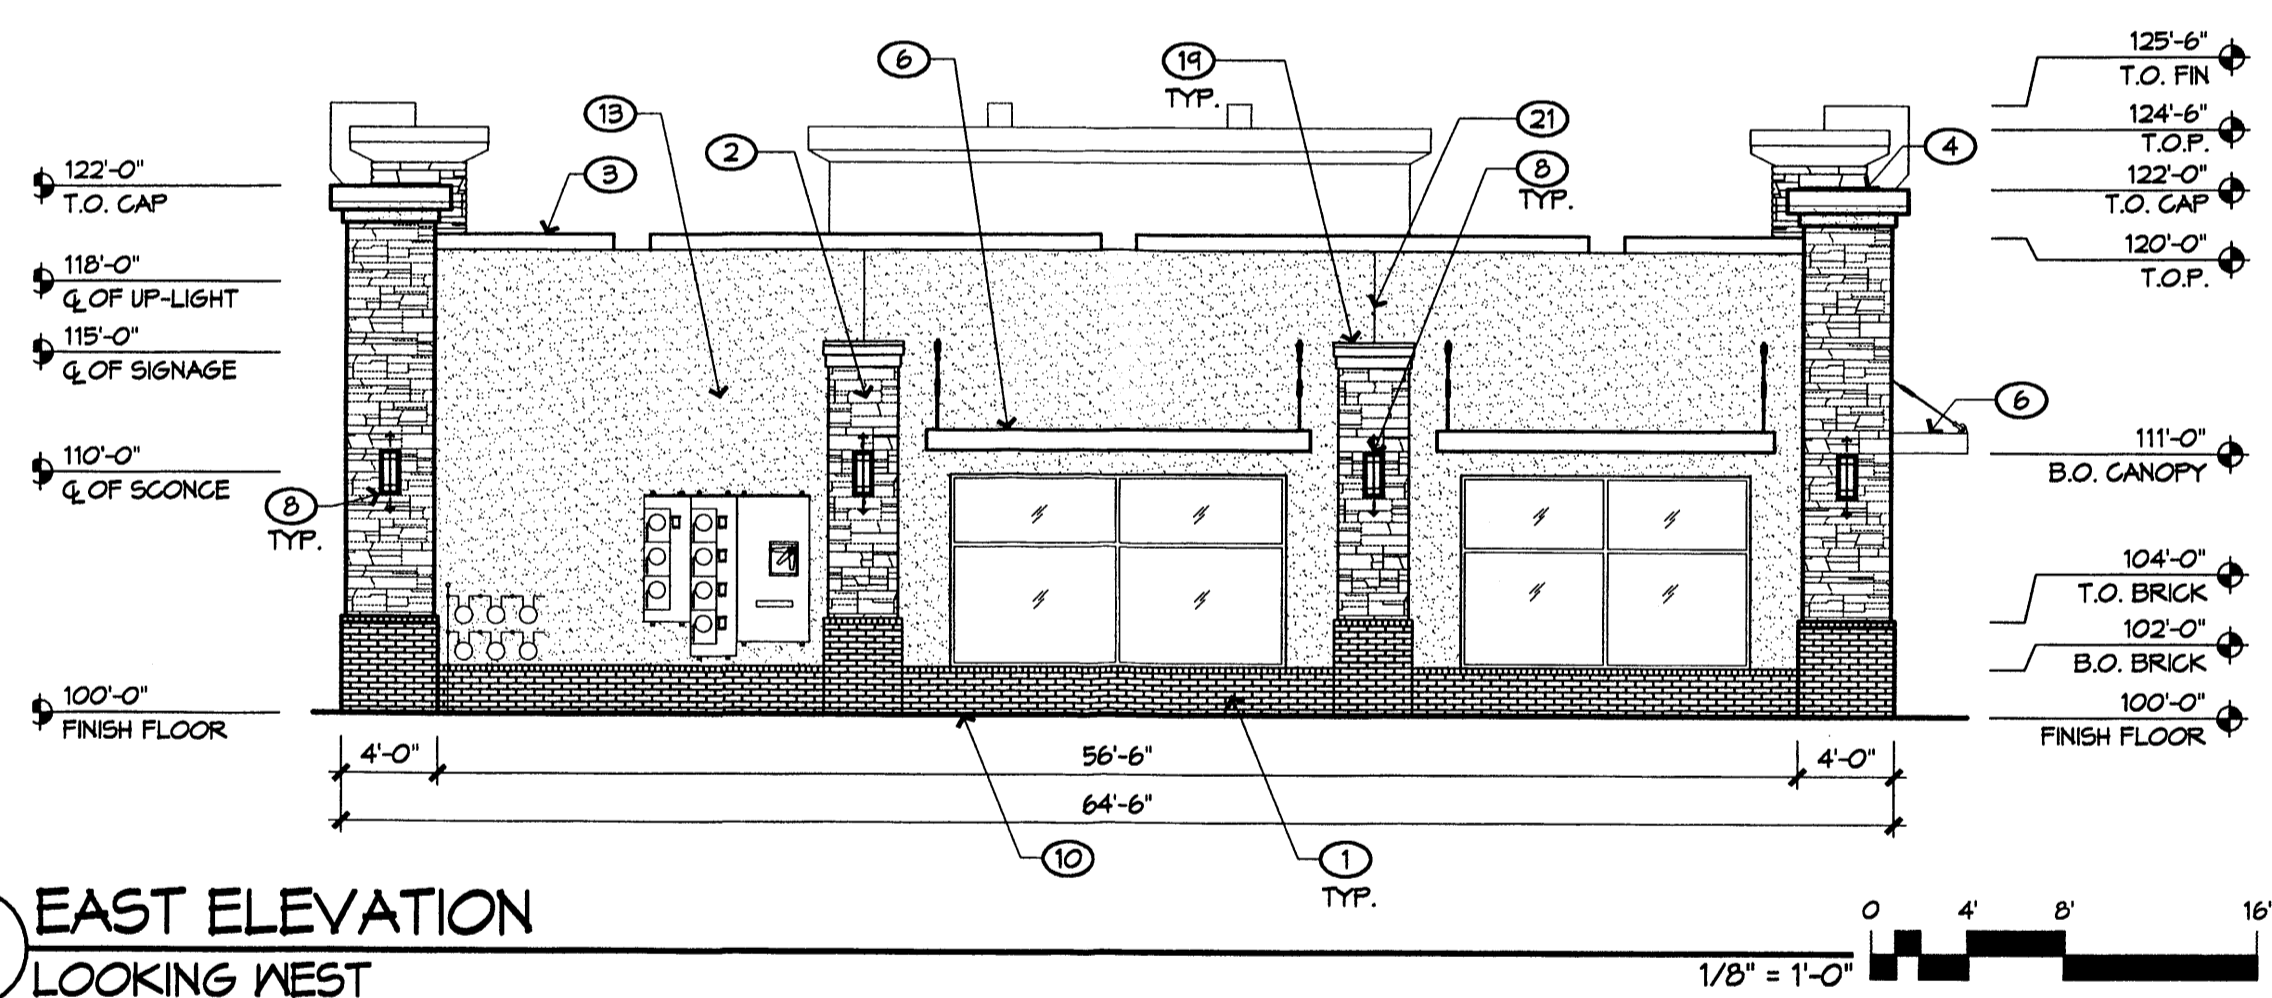 6
19
TYP.
13
2
3
21
8
TYP.
4
6
8
TYP.
122'-0"
T.O. CAP
118'-0"
℄ OF UP-LIGHT
115'-0"
℄ OF SIGNAGE
110'-0"
℄ OF SCONCE
100'-0"
FINISH FLOOR
125'-6"
T.O. FIN
124'-6"
T.O.P.
122'-0"
T.O. CAP
120'-0"
T.O.P.
111'-0"
B.O. CANOPY
104'-0"
T.O. BRICK
102'-0"
B.O. BRICK
100'-0"
FINISH FLOOR
4'-0" 56'-6" 4'-0"
64'-6"
10
1
TYP.
EAST ELEVATION
LOOKING WEST
1/8" = 1'-0"
0 4' 8' 16'